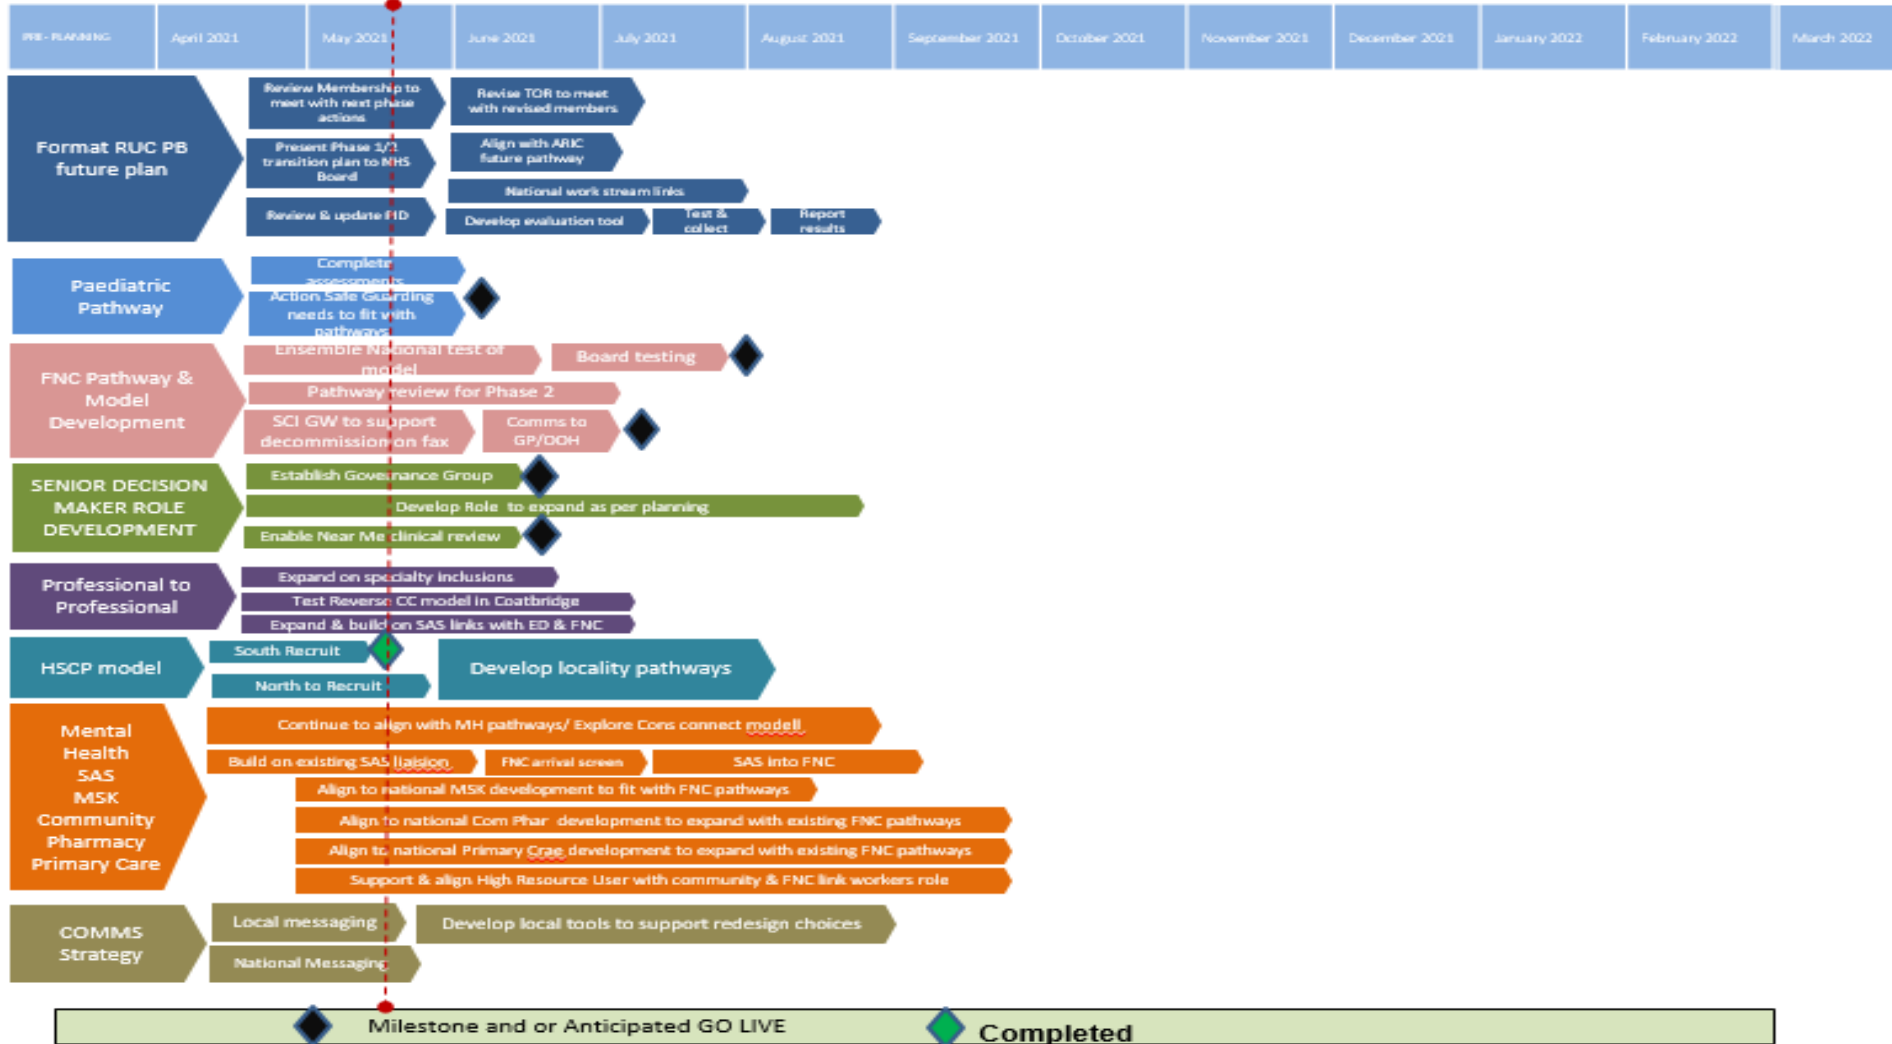 PRE- PLANNING
April 2021
May 2021
June 2021
July 2021
August 2021
September 2021
October 2021
November 2021
December 2021
January 2022
February 2022
March 2022
Format RUC PB
future plan
Review Membership to
meet with next phase
actions
Revise TOR to meet
with revised members
Present Phase 1/2
transition plan to NHS
Board
Align with ARIC
future pathway
National work stream links
Review & update PID
Develop evaluation tool
Test &
collect
Report
results
Paediatric
Pathway
Complete
assessments
Action Safe Guarding
needs to fit with
pathways
FNC Pathway &
Model
Development
Ensemble National test of
model
Board testing
Pathway review for Phase 2
SCI GW to support
decommission on fax
Comms to
GP/OOH
SENIOR DECISION
MAKER ROLE
DEVELOPMENT
Establish Governance Group
Develop Role to expand as per planning
Enable Near Me clinical review
Professional to
Professional
Expand on specialty inclusions
Test Reverse CC model in Coatbridge
Expand & build on SAS links with ED & FNC
HSCP model
South Recruit
North to Recruit
Develop locality pathways
Mental
Health
SAS
MSK
Community
Pharmacy
Primary Care
Continue to align with MH pathways/ Explore Cons connect modell
Build on existing SAS liaision
FNC arrival screen
SAS into FNC
Align to national MSK development to fit with FNC pathways
Align to national Com Phar development to expand with existing FNC pathways
Align to national Primary Crae development to expand with existing FNC pathways
Support & align High Resource User with community & FNC link workers role
COMMS
Strategy
Local messaging
Develop local tools to support redesign choices
National Messaging
Milestone and or Anticipated GO LIVE
Completed